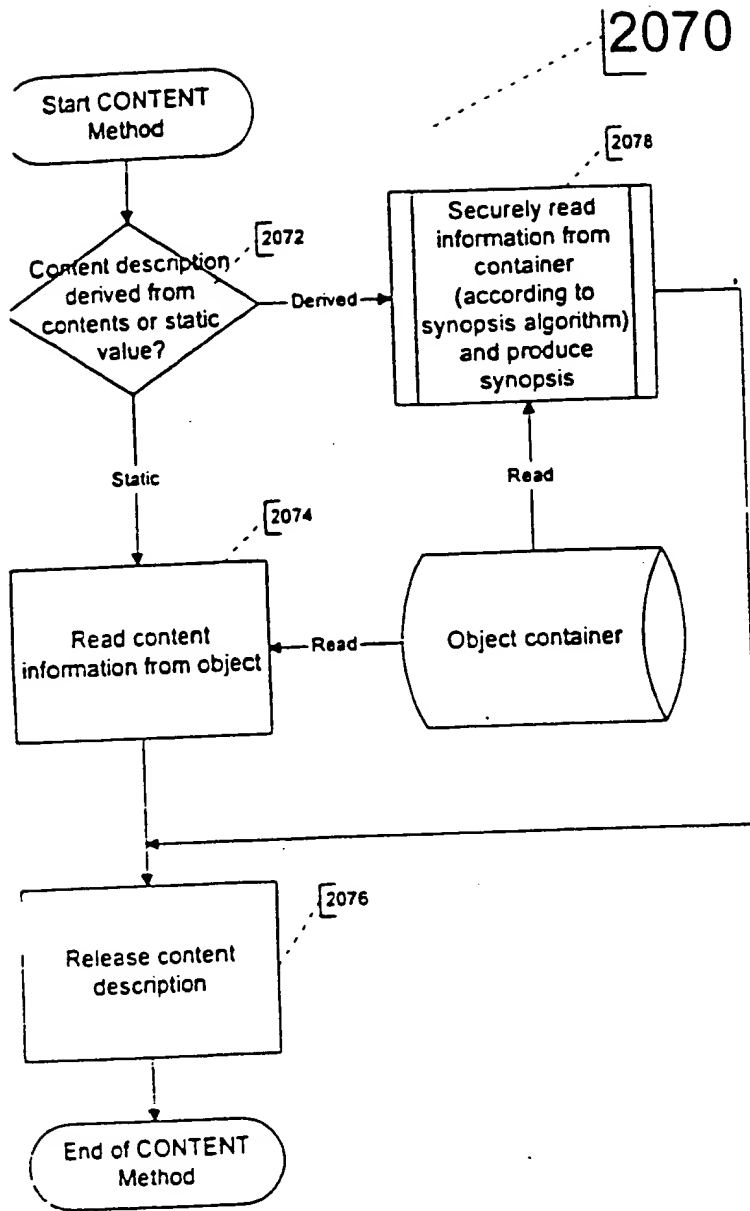 2070
Start CONTENT
Method
2078
Securely read
information from
container
(according to
synopsis algorithm)
and produce
synopsis
2072
Content description
derived from
contents or static
value?
Derived
Static
Read
2074
Read content
information from object
Read
Object container
2076
Release content
description
End of CONTENT
Method